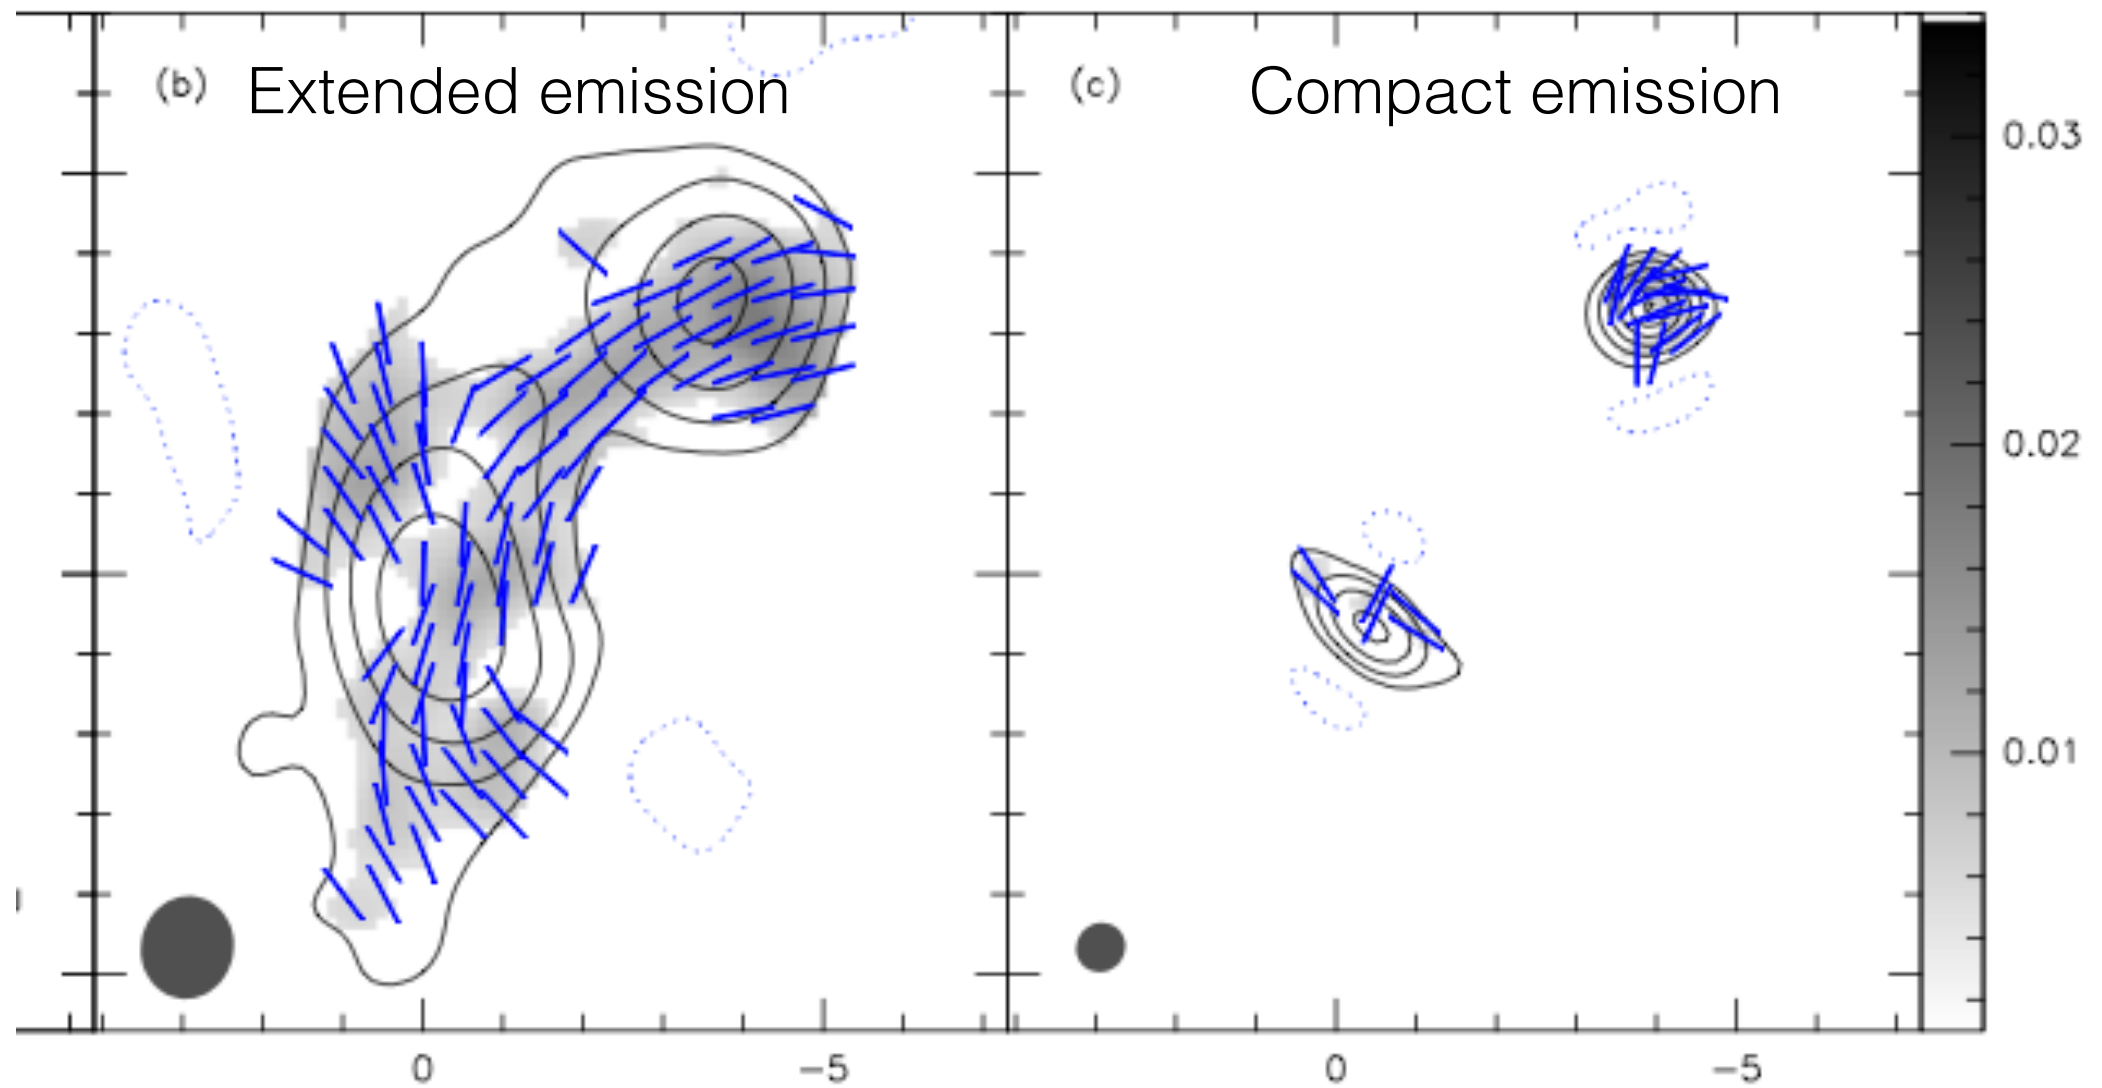 (b) Extended emission
(c) Compact emission
0.03
0.02
0.01
0 −5
0 −5